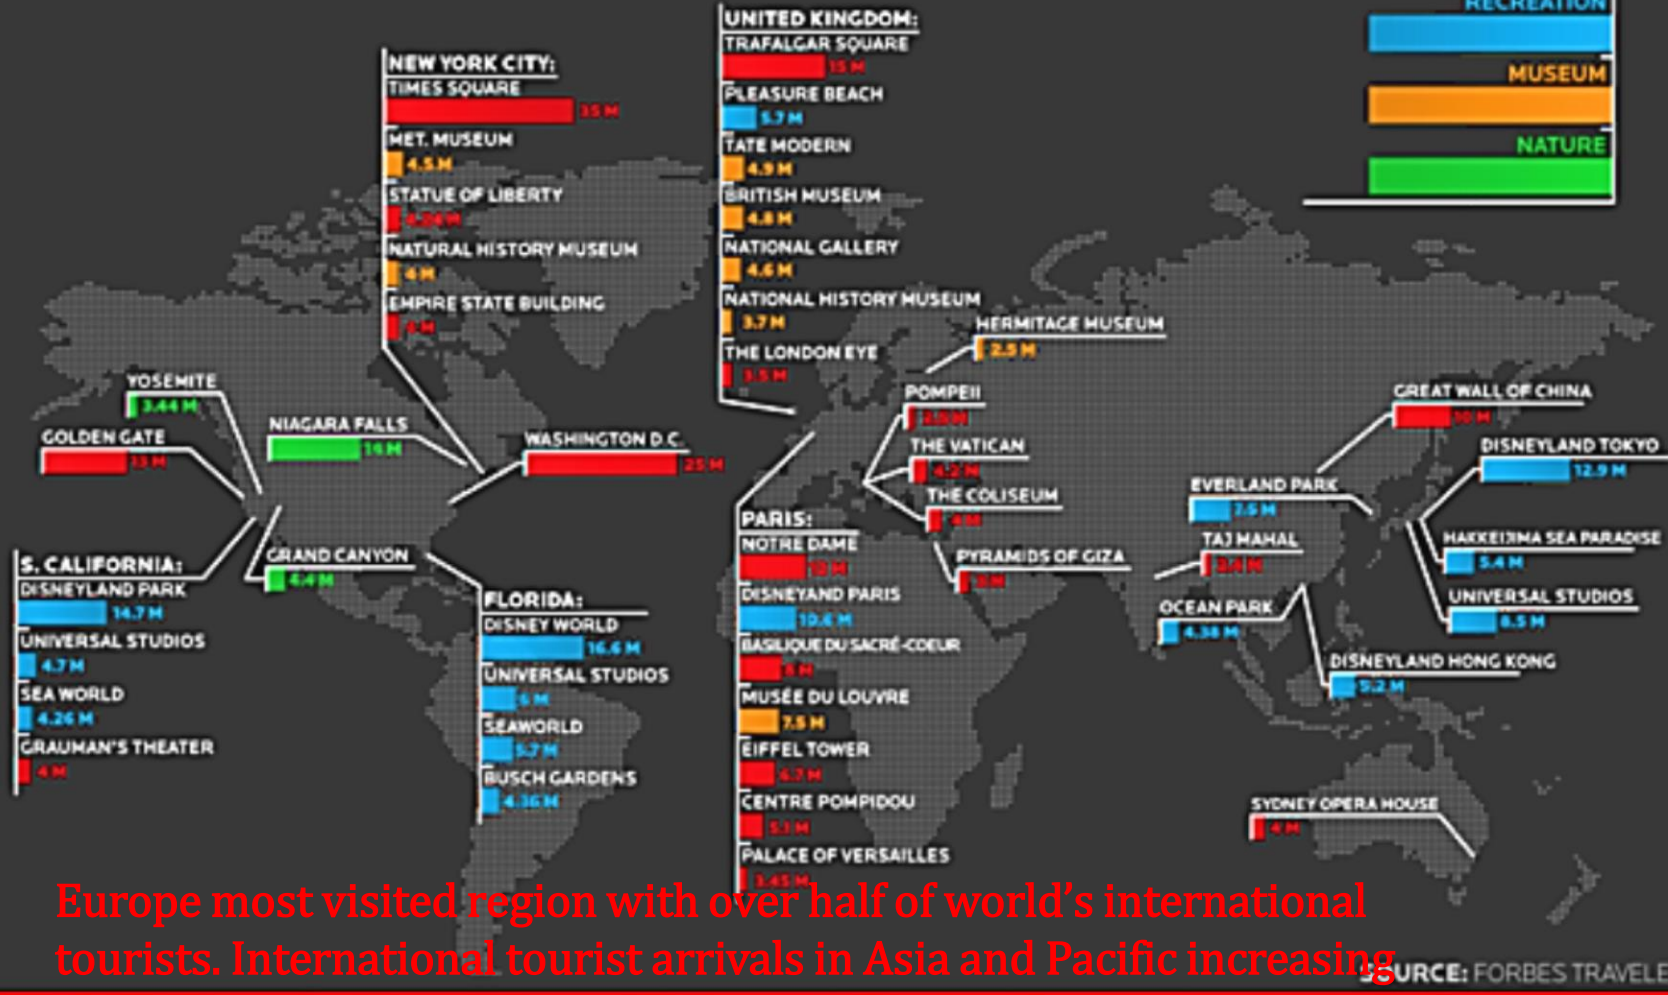 RECREATION
MUSEUM
NATURE
NEW YORK CITY:
TIMES SQUARE
35 M
MET. MUSEUM
4.5 M
STATUE OF LIBERTY
4.24 M
NATURAL HISTORY MUSEUM
4 M
EMPIRE STATE BUILDING
4 M
UNITED KINGDOM:
TRAFALGAR SQUARE
15 M
PLEASURE BEACH
5.7 M
TATE MODERN
4.9 M
BRITISH MUSEUM
4.8 M
NATIONAL GALLERY
4.6 M
NATIONAL HISTORY MUSEUM
3.7 M
THE LONDON EYE
3.5 M
HERMITAGE MUSEUM
2.5 M
YOSEMITE
3.44 M
GOLDEN GATE
13 M
NIAGARA FALLS
14 M
WASHINGTON D.C.
25 M
POMPEII
2.5 M
THE VATICAN
4.2 M
THE COLISEUM
4 M
PYRAMIDS OF GIZA
3 M
GREAT WALL OF CHINA
10 M
DISNEYLAND TOKYO
12.9 M
EVERLAND PARK
7.5 M
TAJ MAHAL
2.4 M
HAKKEIJIMA SEA PARADISE
5.4 M
UNIVERSAL STUDIOS
8.5 M
OCEAN PARK
4.38 M
DISNEYLAND HONG KONG
5.2 M
S. CALIFORNIA:
DISNEYLAND PARK
14.7 M
UNIVERSAL STUDIOS
4.7 M
SEA WORLD
4.26 M
GRAUMAN'S THEATER
4 M
GRAND CANYON
4.4 M
FLORIDA:
DISNEY WORLD
16.6 M
UNIVERSAL STUDIOS
6 M
SEAWORLD
5.7 M
BUSCH GARDENS
4.36 M
PARIS:
NOTRE DAME
12 M
DISNEYAND PARIS
10.6 M
BASILIQUE DU SACRÉ-COEUR
8 M
MUSÉE DU LOUVRE
7.5 M
EIFFEL TOWER
6.7 M
CENTRE POMPIDOU
5.1 M
PALACE OF VERSAILLES
3.45 M
SYDNEY OPERA HOUSE
4 M
Europe most visited region with over half of world’s international
tourists. International tourist arrivals in Asia and Pacific increasing
SOURCE: FORBES TRAVELE